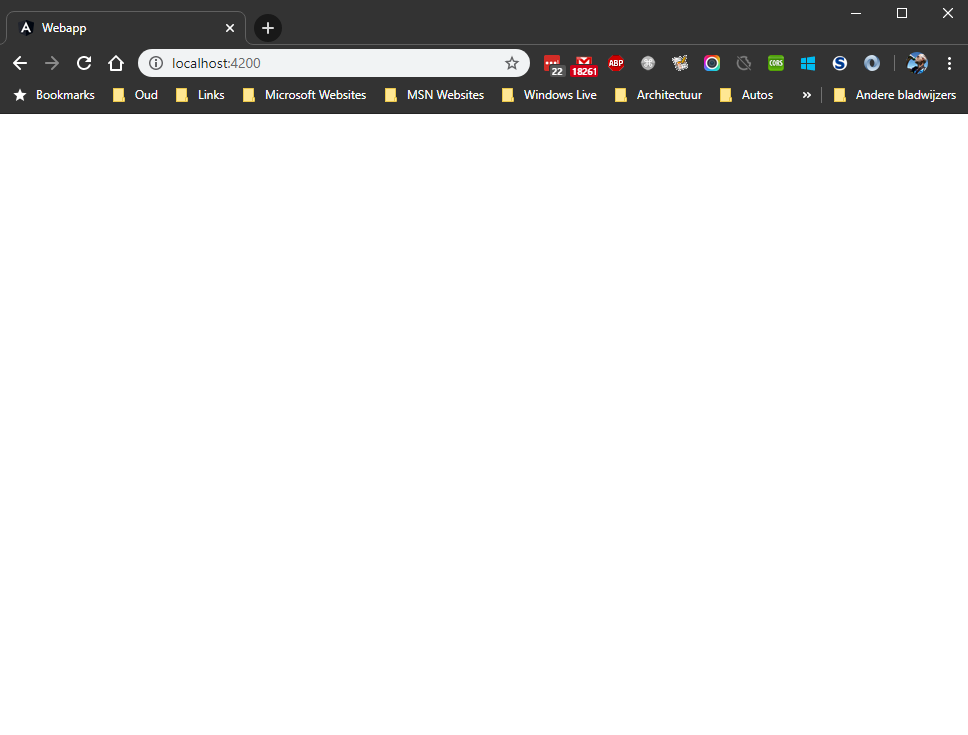 Webapp
localhost:4200
22
18261
ABP
CORS
S
Bookmarks Oud Links Microsoft Websites MSN Websites Windows Live Architectuur Autos » Andere bladwijzers